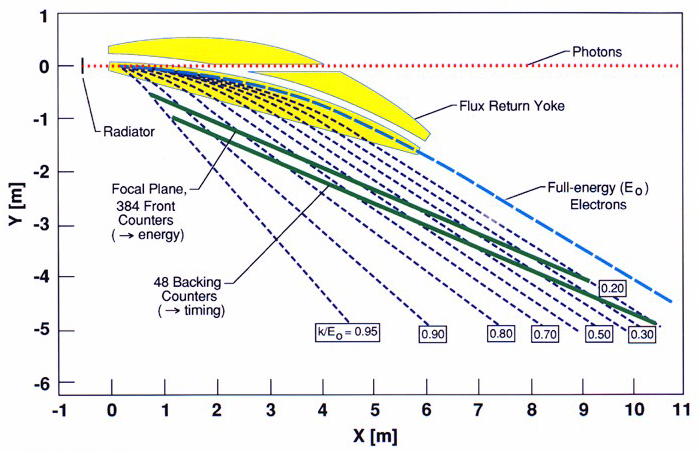 1
0
-1
-2
-3
-4
-5
-6
Y [m]
Photons
Flux Return Yoke
Radiator
Focal Plane,
384 Front
Counters
(→ energy)
Full-energy (E₀)
Electrons
48 Backing
Counters
(→ timing)
0.20
k/E₀ = 0.95
0.90
0.80
0.70
0.50
0.30
-1 0 1 2 3 4 5 6 7 8 9 10 11
X [m]